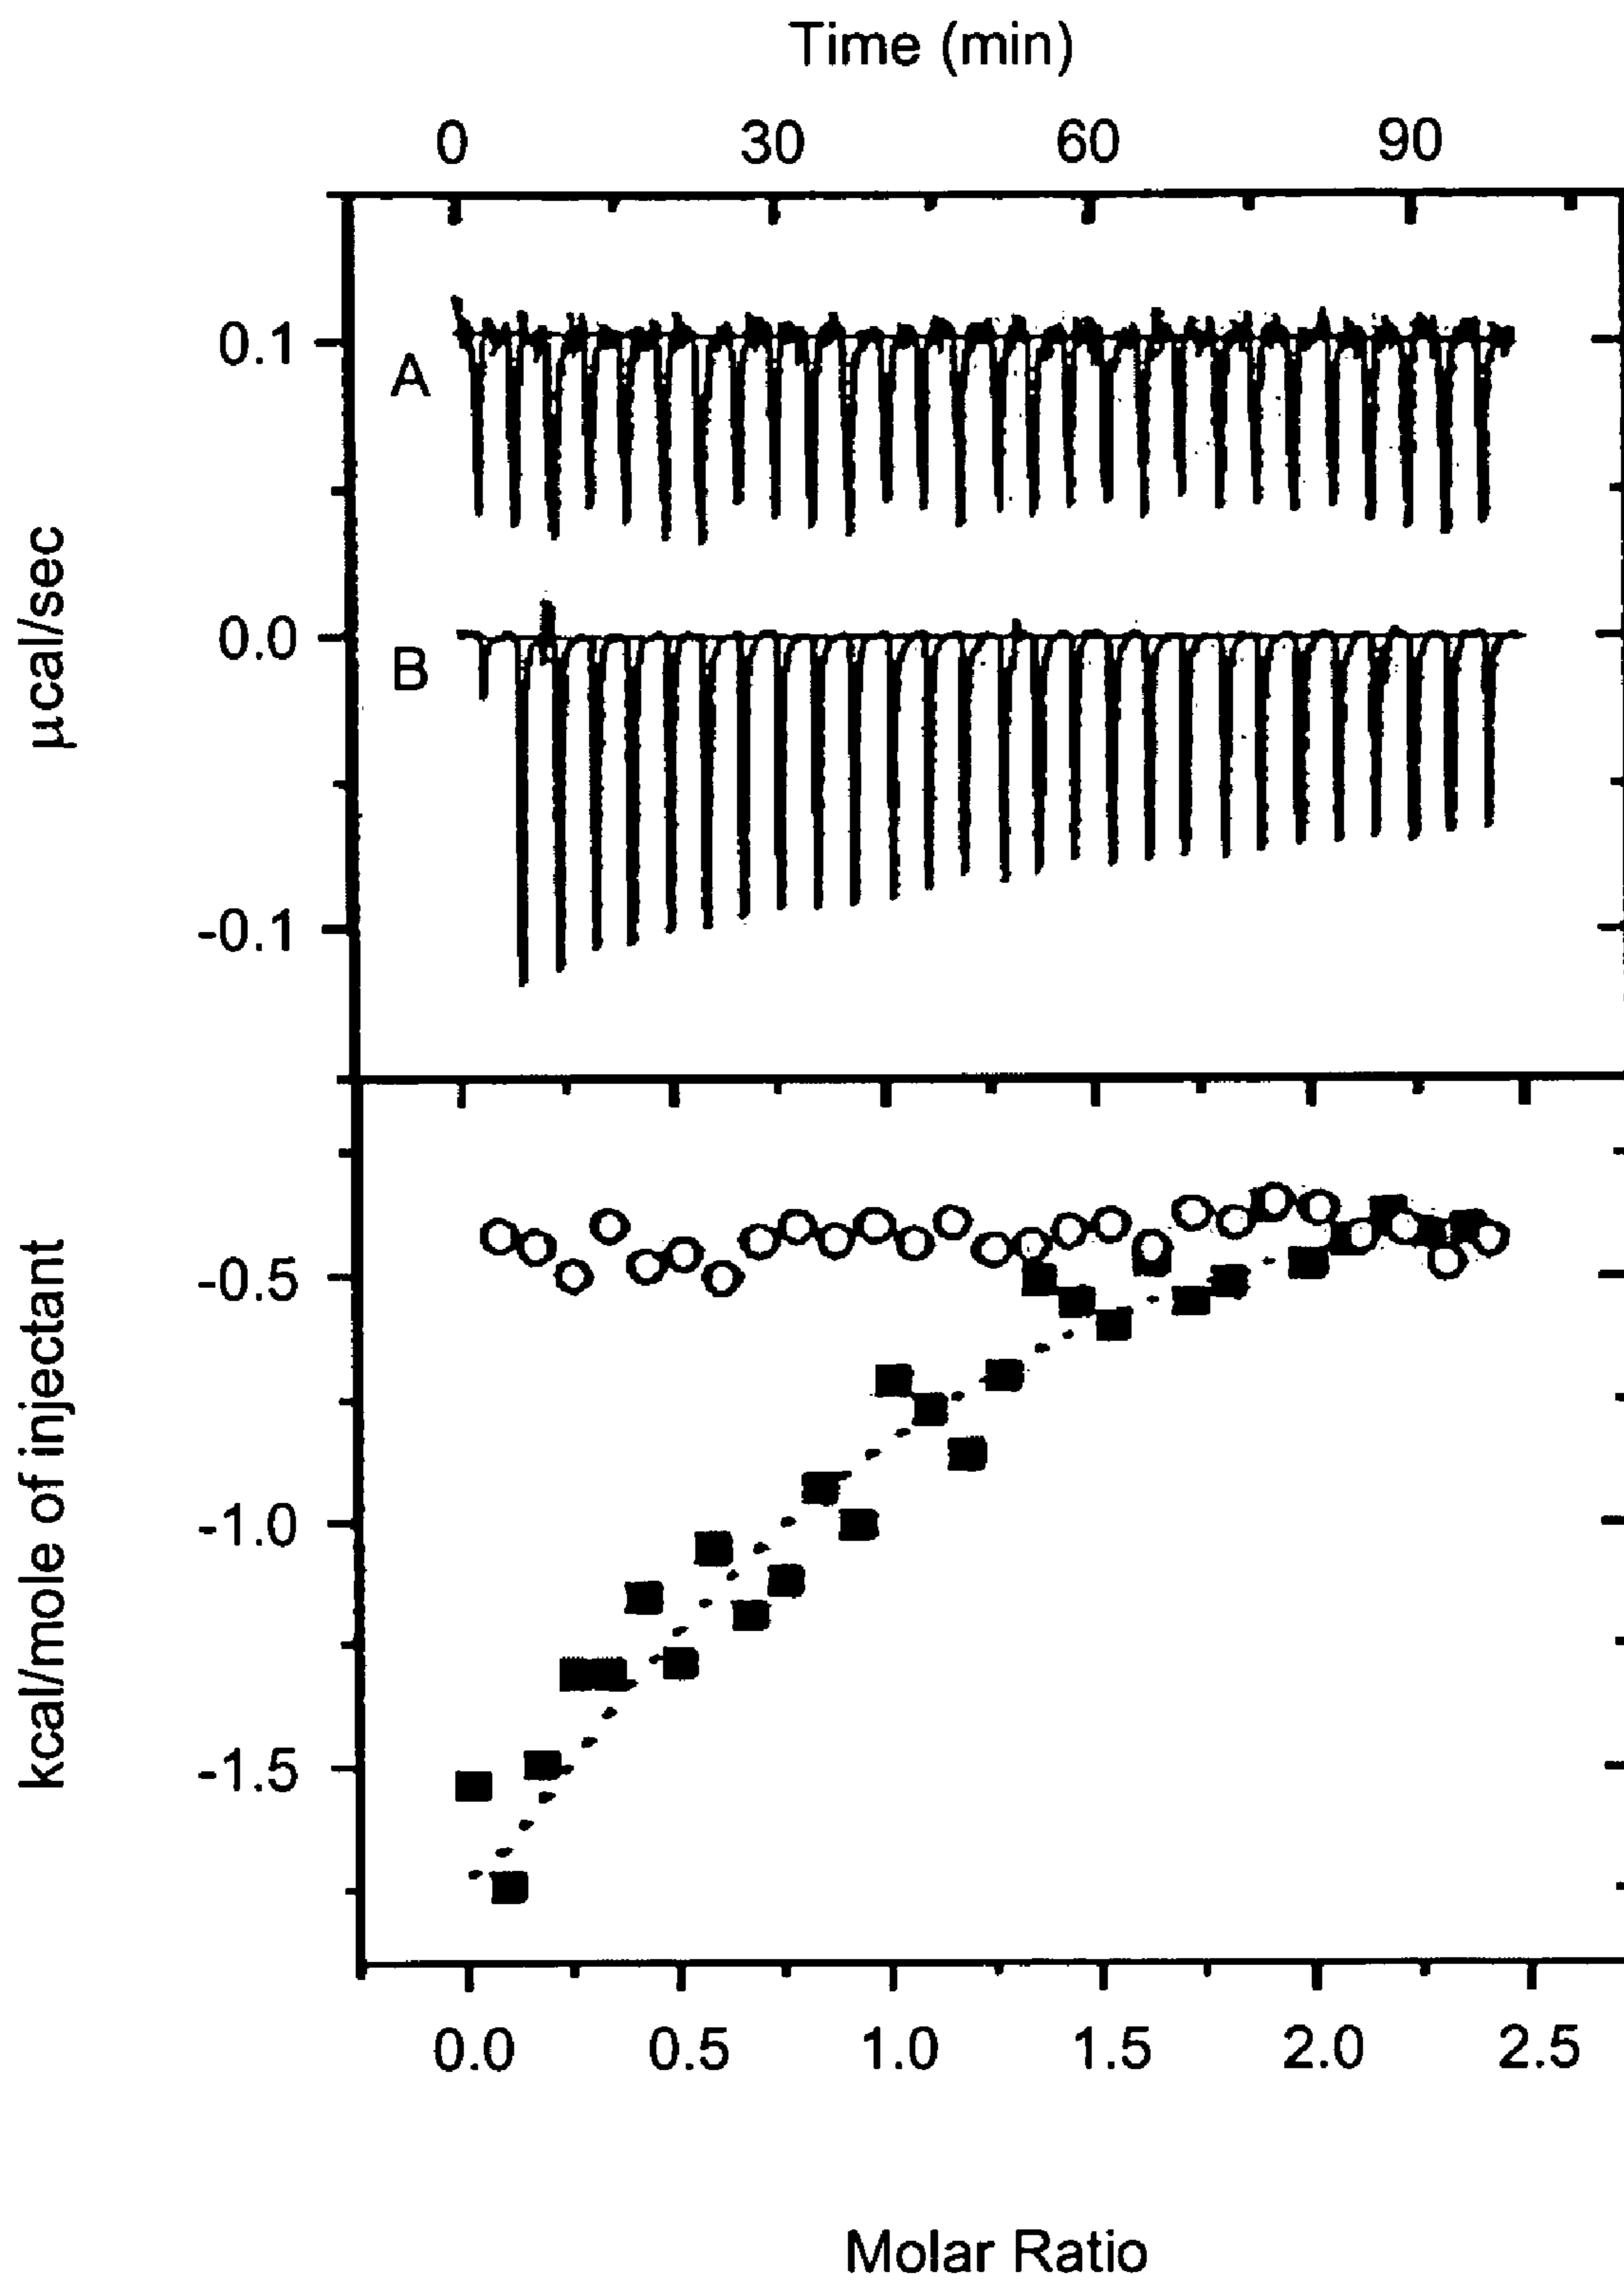 Time (min)
0 30 60 90
0.1
A
µcal/sec
0.0
B
-0.1
-0.5
kcal/mole of injectant
-1.0
-1.5
0.0 0.5 1.0 1.5 2.0 2.5
Molar Ratio